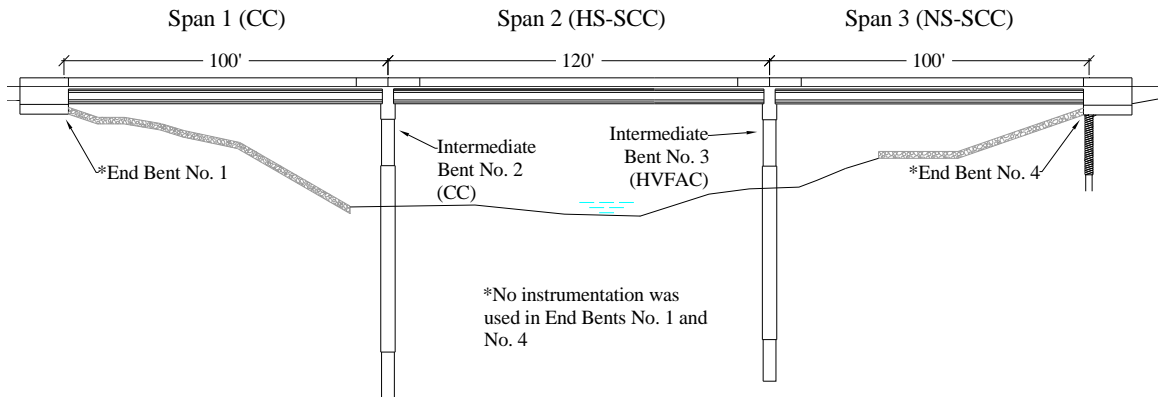 Span 1 (CC)
Span 2 (HS-SCC)
Span 3 (NS-SCC)
100'
120'
100'
Intermediate
Bent No. 2
(CC)
Intermediate
Bent No. 3
(HVFAC)
*End Bent No. 1
*End Bent No. 4
*No instrumentation was
used in End Bents No. 1 and
No. 4